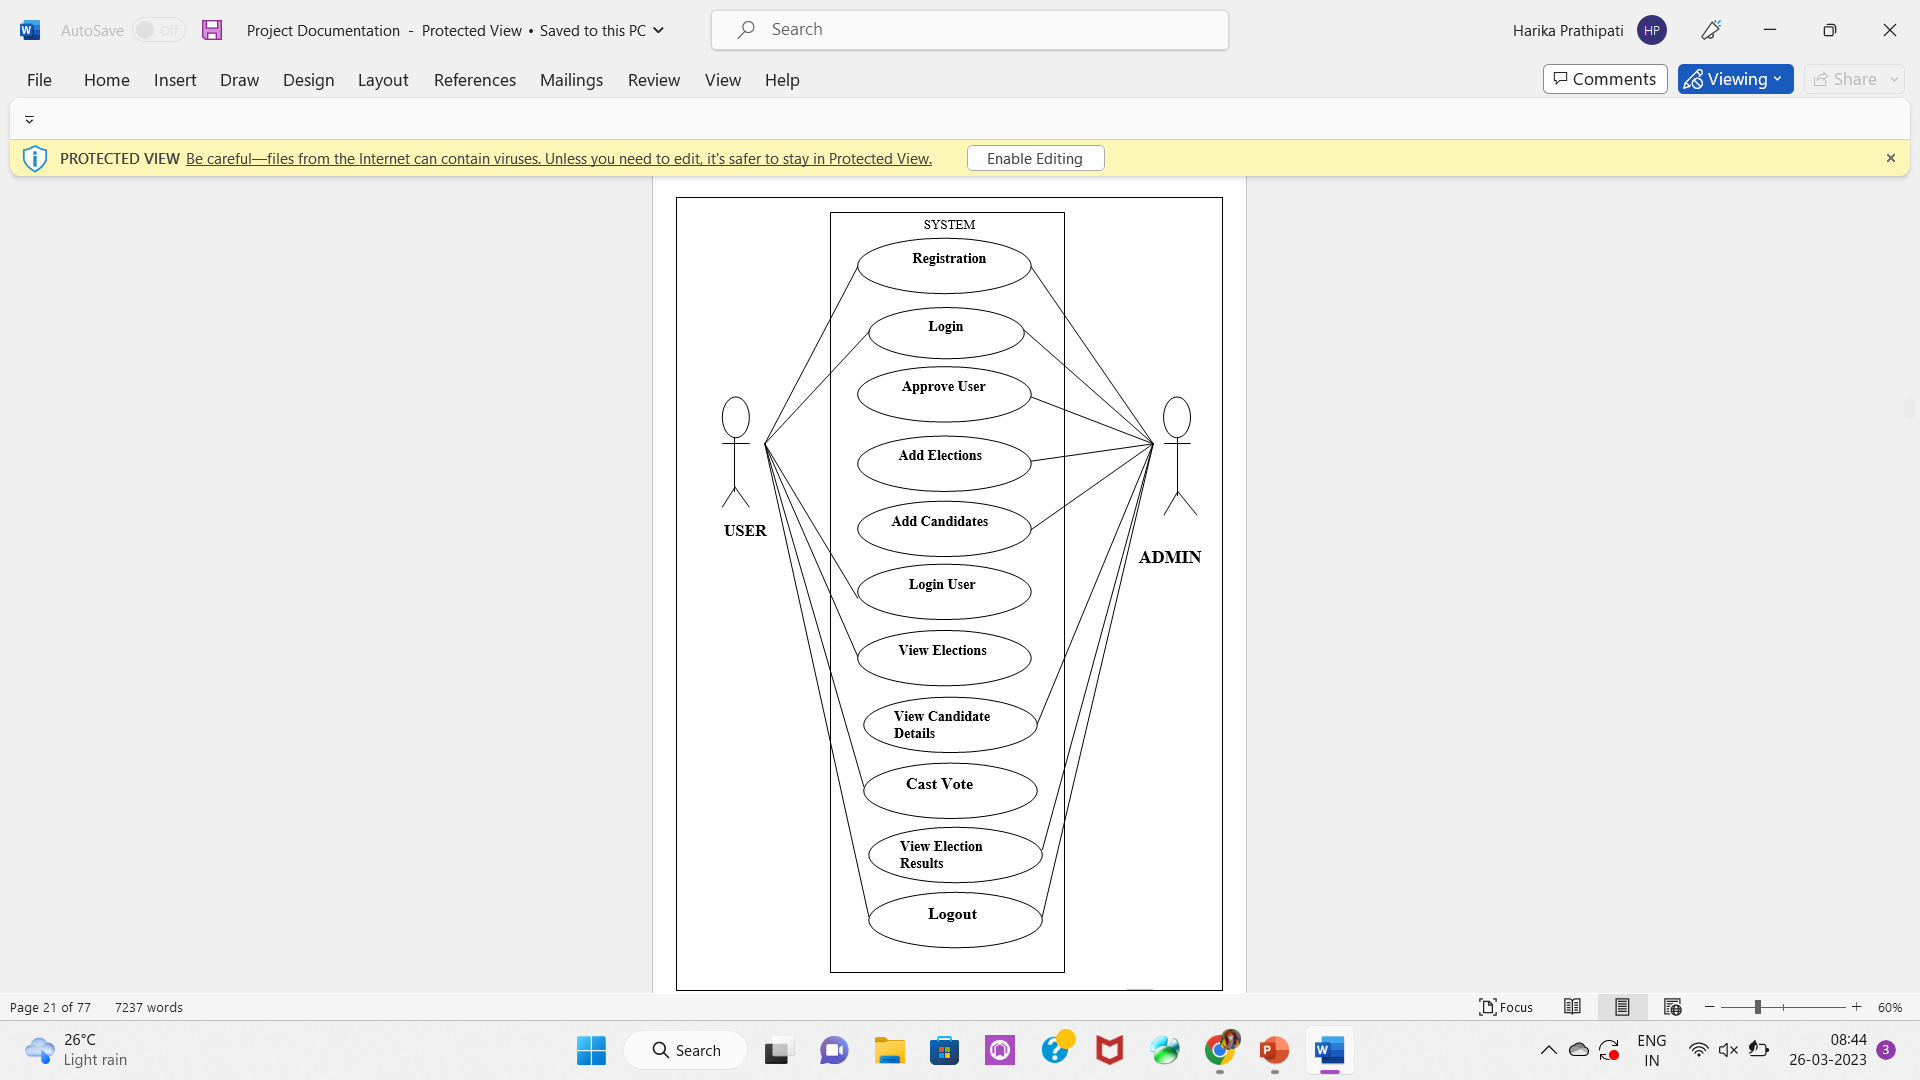 AutoSave Off Project Documentation - Protected View • Saved to this PC Search Harika Prathipati HP
File Home Insert Draw Design Layout References Mailings Review View Help Comments Viewing Share
PROTECTED VIEW Be careful—files from the Internet can contain viruses. Unless you need to edit, it's safer to stay in Protected View. Enable Editing
SYSTEM
Registration
Login
Approve User
Add Elections
Add Candidates
USER
ADMIN
Login User
View Elections
View Candidate
Details
Cast Vote
View Election
Results
Logout
Page 21 of 77 7237 words Focus 60%
26°C
Light rain
Search
ENG
IN
08:44
26-03-2023
3